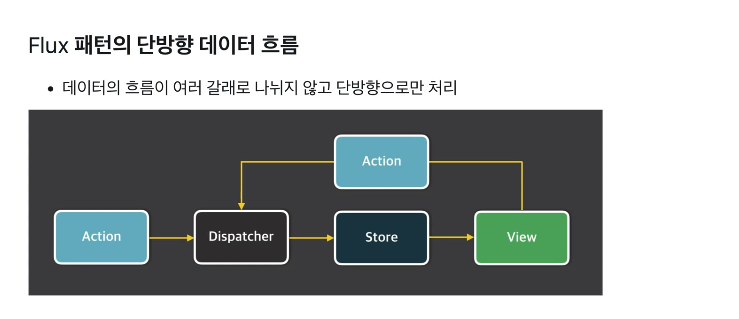 Flux 패턴의 단방향 데이터 흐름
• 데이터의 흐름이 여러 갈래로 나뉘지 않고 단방향으로만 처리
Action
Action
Dispatcher
Store
View